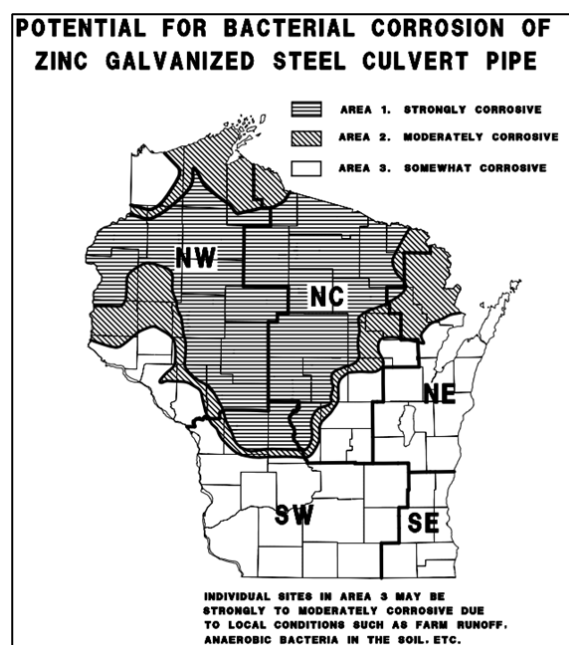 POTENTIAL FOR BACTERIAL CORROSION OF
ZINC GALVANIZED STEEL CULVERT PIPE
AREA 1. STRONGLY CORROSIVE
AREA 2. MODERATELY CORROSIVE
AREA 3. SOMEWHAT CORROSIVE
NW
NC
NE
SW
SE
INDIVIDUAL SITES IN AREA 3 MAY BE
STRONGLY TO MODERATELY CORROSIVE DUE
TO LOCAL CONDITIONS SUCH AS FARM RUNOFF,
ANAEROBIC BACTERIA IN THE SOIL, ETC.